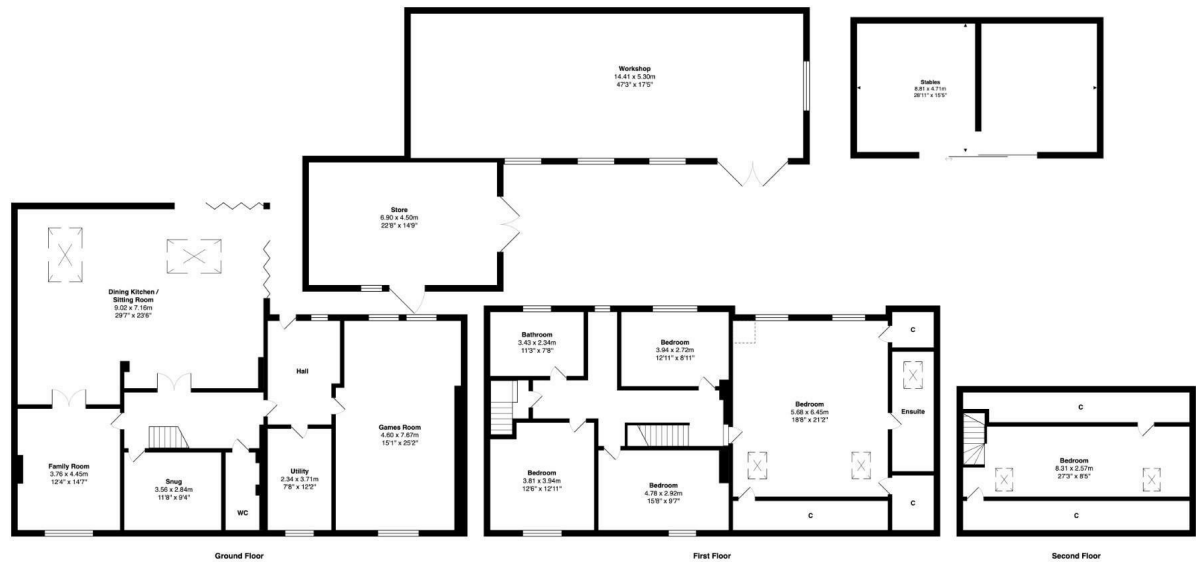 Workshop
14.41 x 5.30m
47'3" x 17'5"
Stables
8.81 x 4.71m
28'11" x 15'5"
Store
6.90 x 4.50m
22'8" x 14'9"
Dining Kitchen /
Sitting Room
9.02 x 7.16m
29'7" x 23'6"
Hall
Games Room
4.60 x 7.67m
15'1" x 25'2"
Family Room
3.76 x 4.45m
12'4" x 14'7"
Snug
3.56 x 2.84m
11'8" x 9'4"
WC
Utility
2.34 x 3.71m
7'8" x 12'2"
Ground Floor
Bathroom
3.43 x 2.34m
11'3" x 7'8"
Bedroom
3.94 x 2.72m
12'11" x 8'11"
Bedroom
5.68 x 6.45m
18'8" x 21'2"
C
Ensuite
C
C
Bedroom
3.81 x 3.94m
12'6" x 12'11"
Bedroom
4.78 x 2.92m
15'8" x 9'7"
First Floor
C
Bedroom
8.31 x 2.57m
27'3" x 8'5"
C
Second Floor